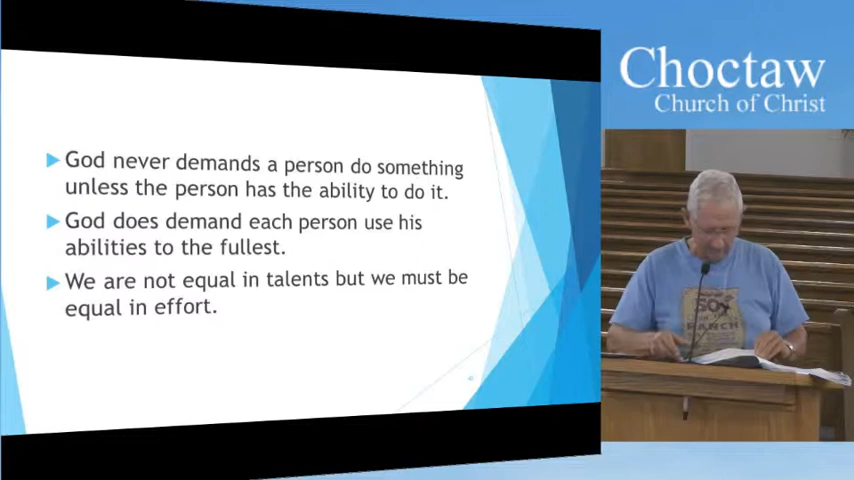 God never demands a person do something
unless the person has the ability to do it.
God does demand each person use his
abilities to the fullest.
We are not equal in talents but we must be
equal in effort.
Choctaw
Church of Christ
RANCH